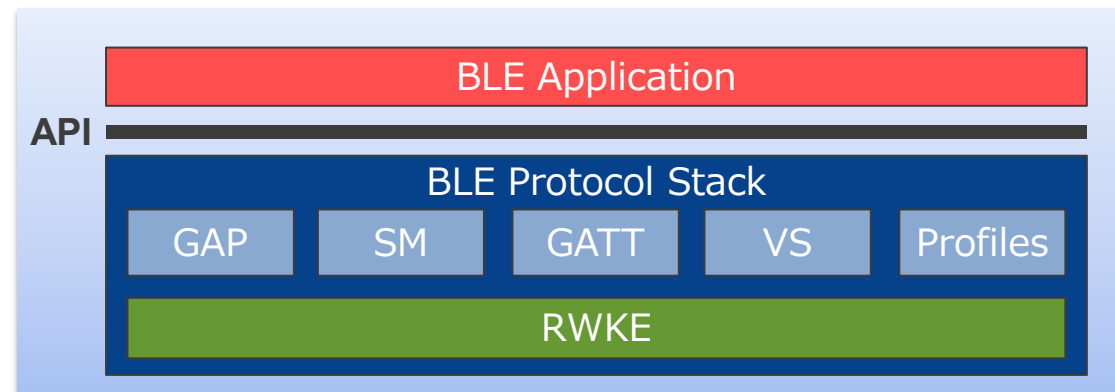 BLE Application
API
BLE Protocol Stack
GAP SM GATT VS Profiles
RWKE